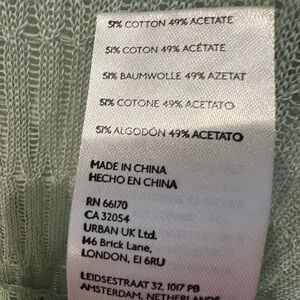 51% COTTON 49% ACETATE
51% COTON 49% ACÉTATE
51% BAUMWOLLE 49% AZETAT
51% COTONE 49% ACETATO
51% ALGODÓN 49% ACETATO
MADE IN CHINA
HECHO EN CHINA
RN 66170
CA 32054
URBAN UK Ltd.
146 Brick Lane,
LONDON, E1 6RU
LEIDSESTRAAT 32, 1017 PB
AMSTERDAM, NETHERLANDS